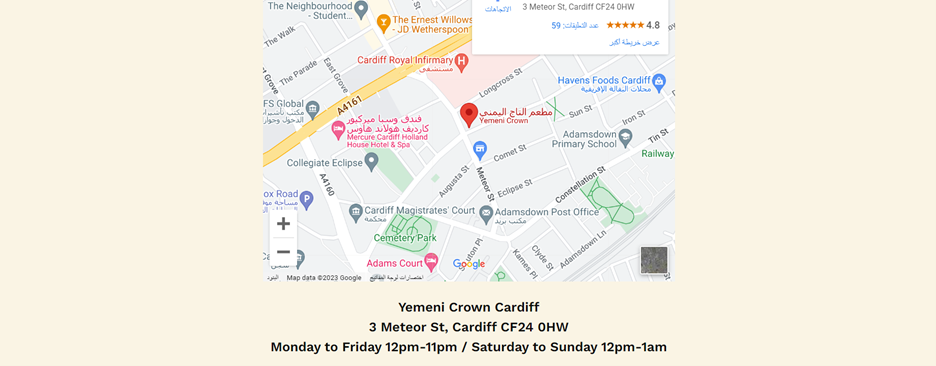 The Neighbourhood
- Student...
The Ernest Willows
- JD Wetherspoon
3 Meteor St, Cardiff CF24 0HW
الاتجاهات
4.8 ★★★★★ عدد التعليقات: 59
عرض خريطة أكبر
The Walk
The Parade
East Grove
East Grove
A4161
Cardiff Royal Infirmary
مستشفى
Longcross St
Havens Foods Cardiff
محلات البقالة الإفريقية
FS Global
مطعم التاج اليمني
Yemeni Crown
Sun St
Iron St
Tin St
Adamsdown
Primary School
Railway
فندق وسبا ميركيور
كارديف هولاند هاوس
Mercure Cardiff Holland
House Hotel & Spa
Collegiate Eclipse
Comet St
Meteor St
Augusta St
Eclipse St
Constellation St
A4160
ox Road
Cardiff Magistrates' Court
محكمة
Adamsdown Post Office
مكتب بريد
Cemetery Park
Adams Court
Clyde St
Kames Pl
Adamsdown Ln
Google
البنود
Map data ©2023 Google
اختصارات لوحة المفاتيح
Yemeni Crown Cardiff
3 Meteor St, Cardiff CF24 0HW
Monday to Friday 12pm-11pm / Saturday to Sunday 12pm-1am